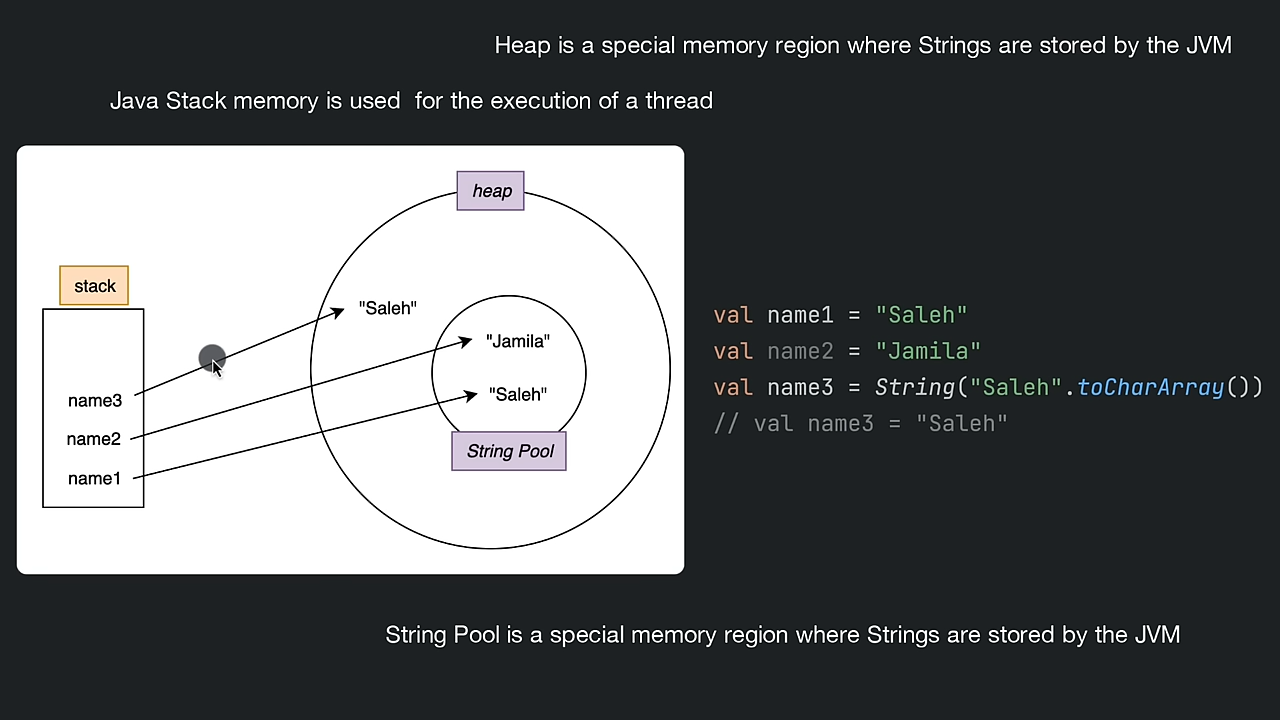 Heap is a special memory region where Strings are stored by the JVM
Java Stack memory is used  for the execution of a thread
heap
stack
"Saleh"
"Jamila"
"Saleh"
name3
name2
name1
String Pool
val name1 = "Saleh"
val name2 = "Jamila"
val name3 = String("Saleh".toCharArray())
// val name3 = "Saleh"
String Pool is a special memory region where Strings are stored by the JVM